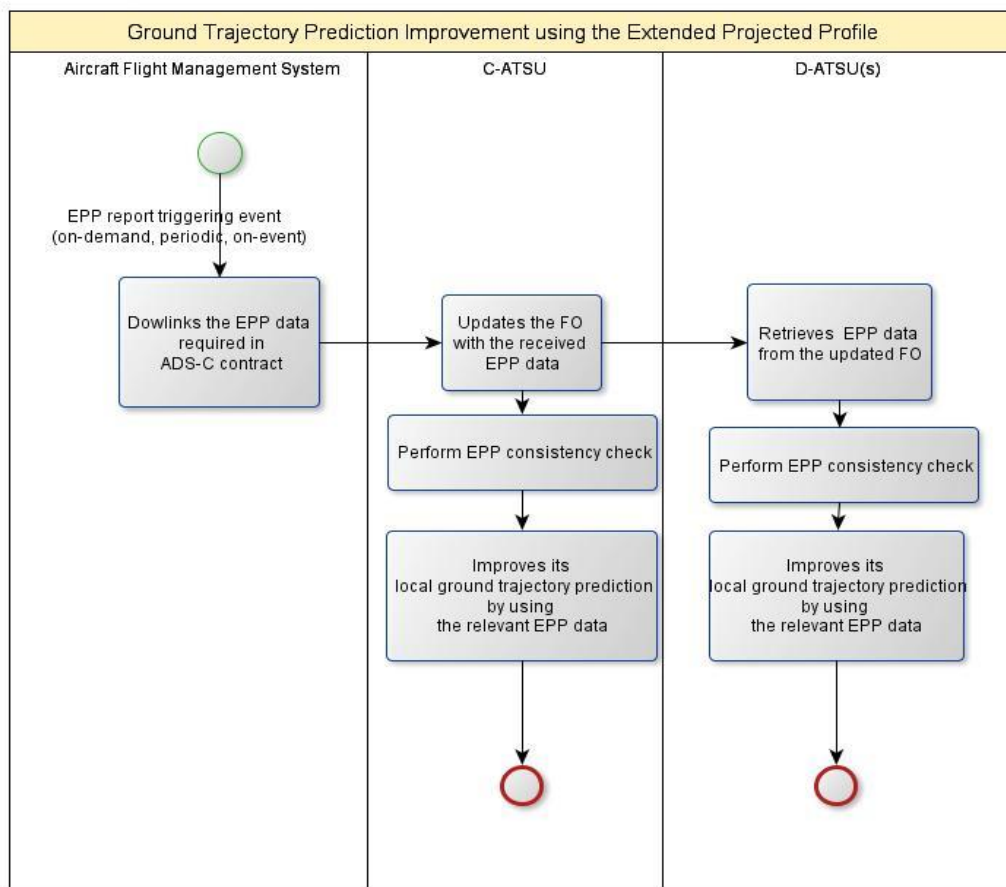 Ground Trajectory Prediction Improvement using the Extended Projected Profile
Aircraft Flight Management System
C-ATSU
D-ATSU(s)
EPP report triggering event
(on-demand, periodic, on-event)
Dowlinks the EPP data
required in
ADS-C contract
Updates the FO
with the received
EPP data
Retrieves EPP data
from the updated FO
Perform EPP consistency check
Perform EPP consistency check
Improves its
local ground trajectory prediction
by using
the relevant EPP data
Improves its
local ground trajectory prediction
by using
the relevant EPP data